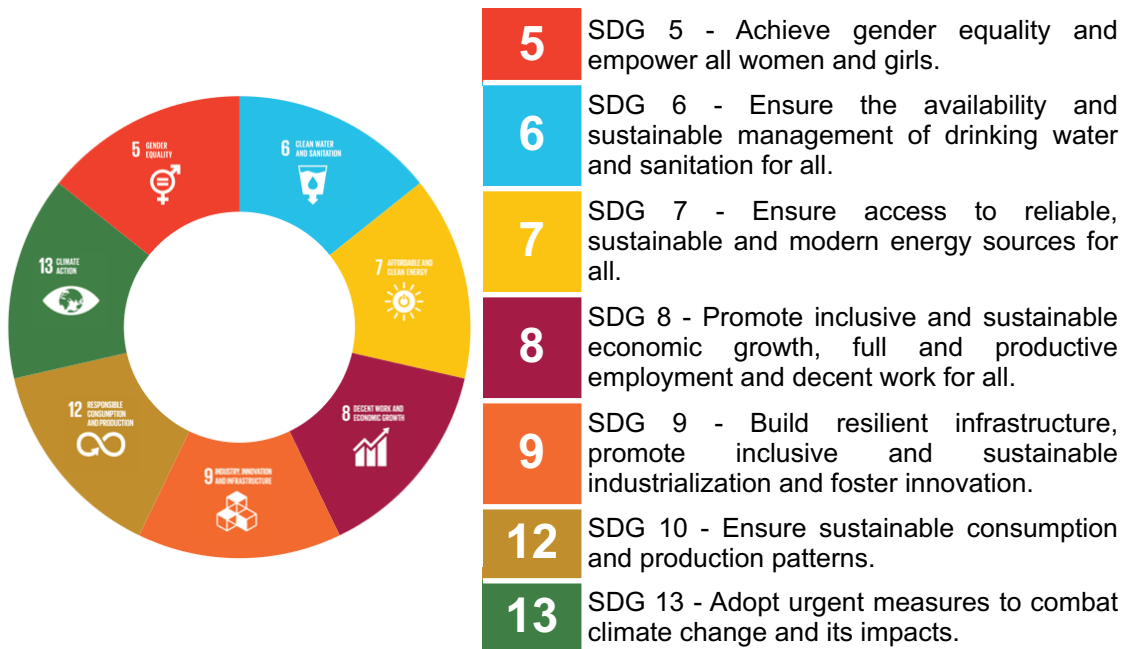 5 GENDER
EQUALITY
6 CLEAN WATER
AND SANITATION
7 AFFORDABLE AND
CLEAN ENERGY
8 DECENT WORK AND
ECONOMIC GROWTH
9 INDUSTRY, INNOVATION
AND INFRASTRUCTURE
12 RESPONSIBLE
CONSUMPTION
AND PRODUCTION
13 CLIMATE
ACTION
5
SDG 5 - Achieve gender equality and
empower all women and girls.
6
SDG 6 - Ensure the availability and
sustainable management of drinking water
and sanitation for all.
7
SDG 7 - Ensure access to reliable,
sustainable and modern energy sources for
all.
8
SDG 8 - Promote inclusive and sustainable
economic growth, full and productive
employment and decent work for all.
9
SDG 9 - Build resilient infrastructure,
promote inclusive and sustainable
industrialization and foster innovation.
12
SDG 10 - Ensure sustainable consumption
and production patterns.
13
SDG 13 - Adopt urgent measures to combat
climate change and its impacts.